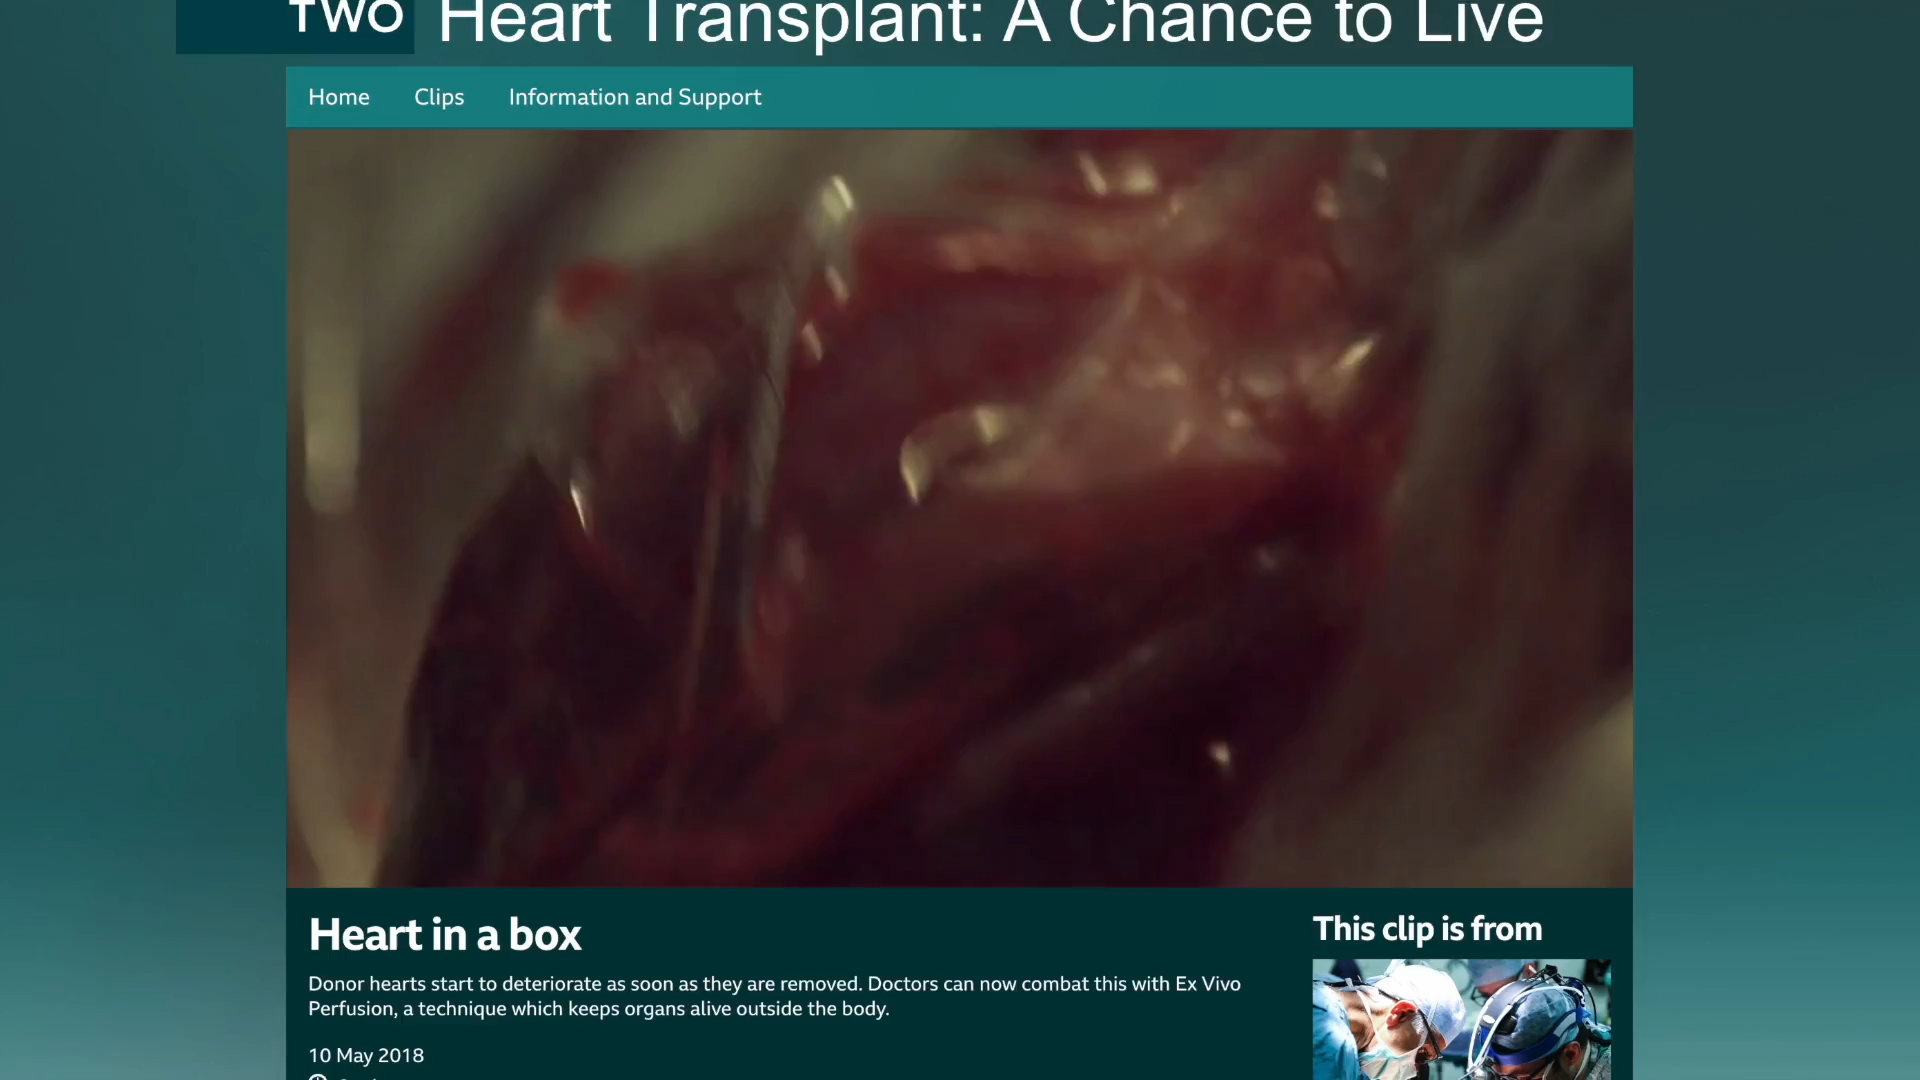 TWO
Heart Transplant: A Chance to Live
Home Clips Information and Support
Heart in a box
Donor hearts start to deteriorate as soon as they are removed. Doctors can now combat this with Ex Vivo
Perfusion, a technique which keeps organs alive outside the body.
10 May 2018
This clip is from